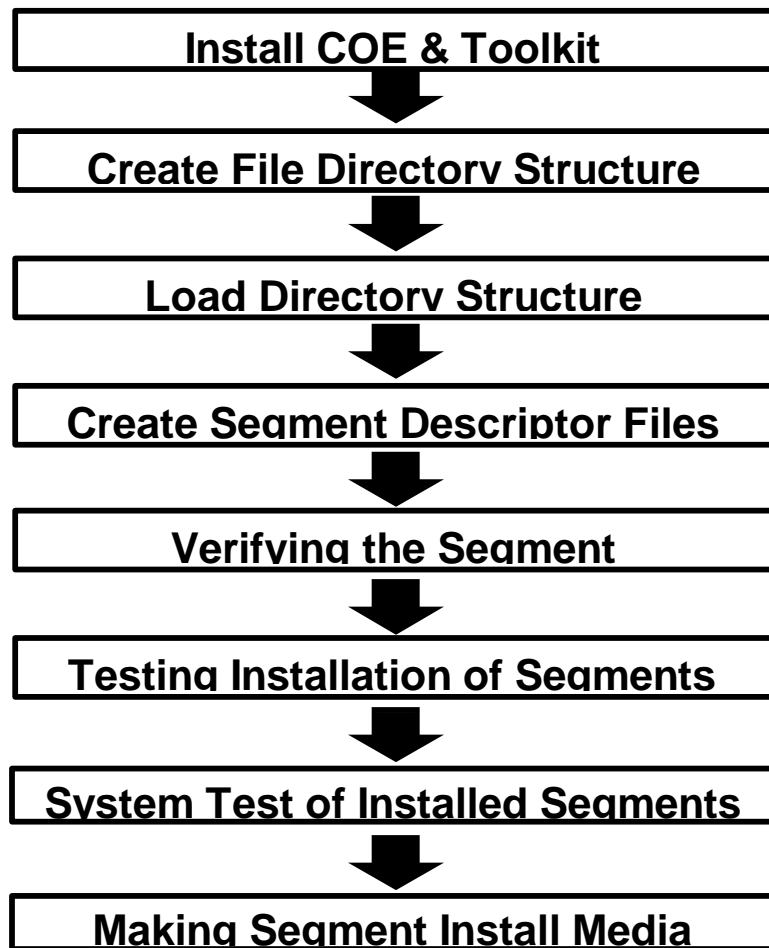 Install COE & Toolkit
Create File Directory Structure
Load Directory Structure
Create Segment Descriptor Files
Verifying the Segment
Testing Installation of Segments
System Test of Installed Segments
Making Segment Install Media